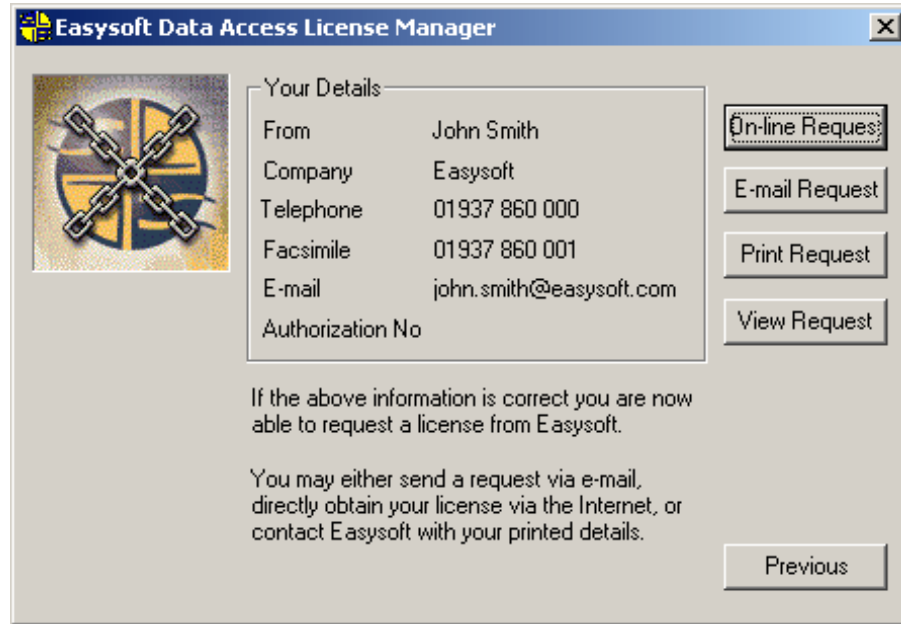 Easysoft Data Access License Manager
Your Details
From John Smith
Company Easysoft
Telephone 01937 860 000
Facsimile 01937 860 001
E-mail john.smith@easysoft.com
Authorization No
On-line Request
E-mail Request
Print Request
View Request
If the above information is correct you are now
able to request a license from Easysoft.
You may either send a request via e-mail,
directly obtain your license via the Internet, or
contact Easysoft with your printed details.
Previous